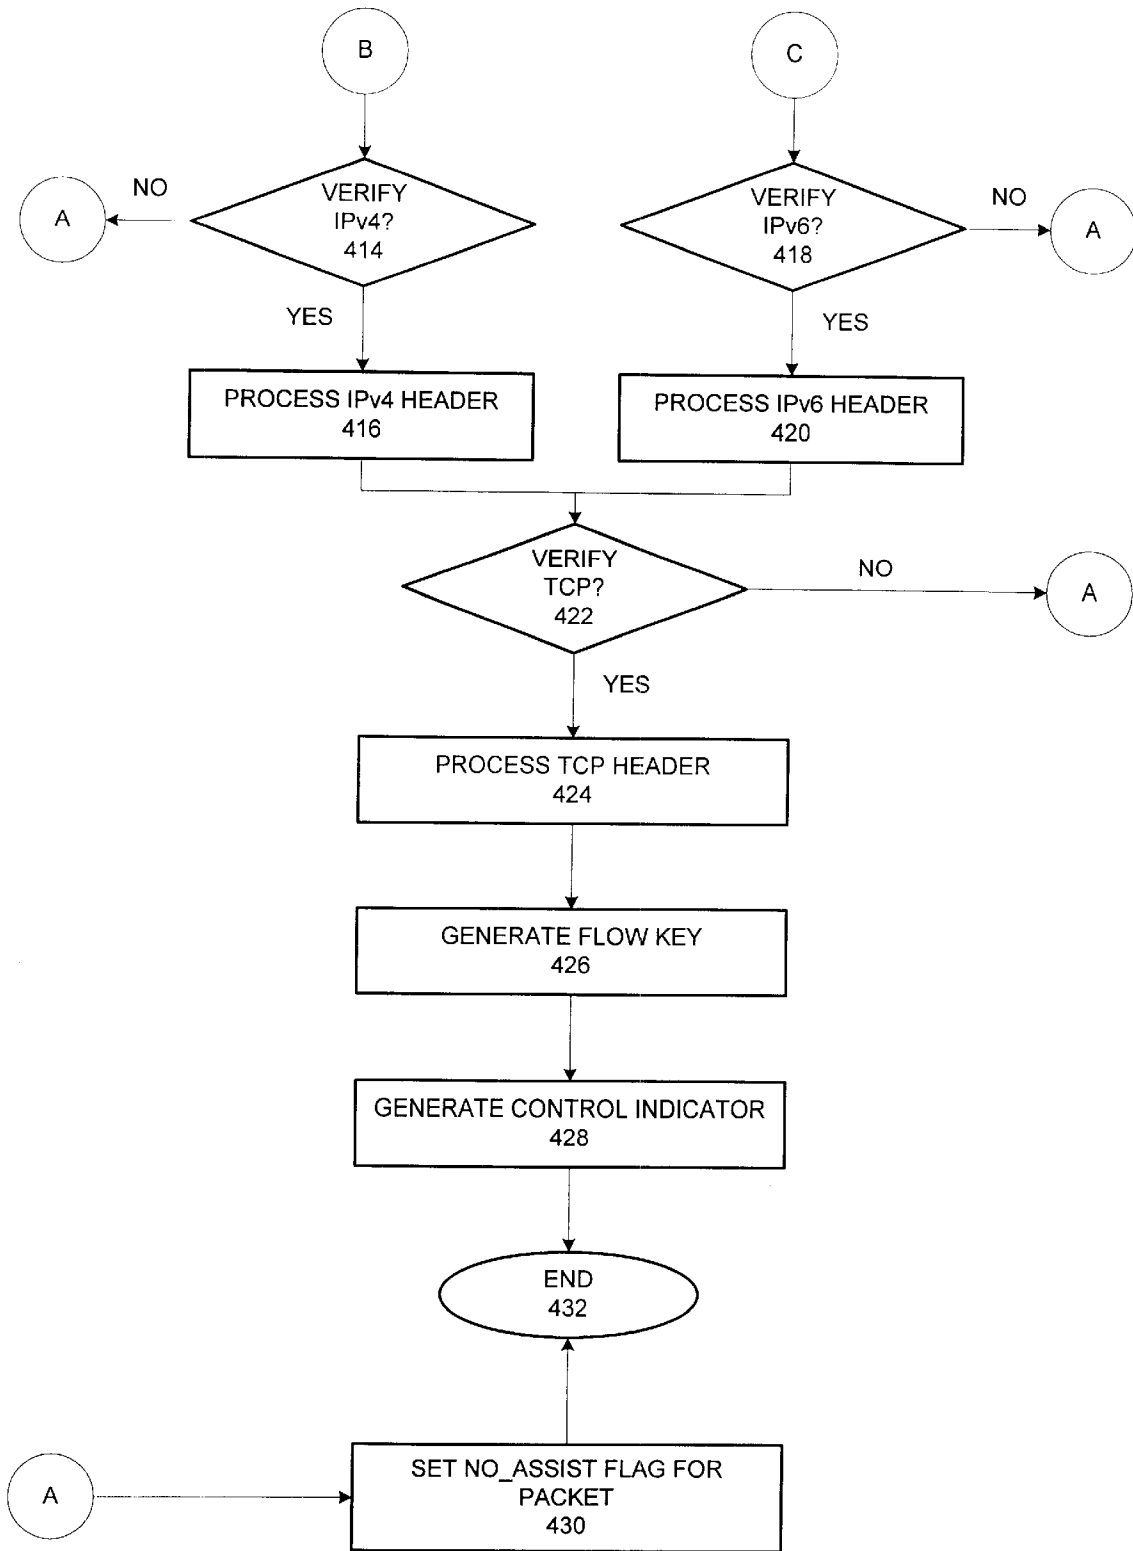 B
C
A
NO
VERIFY
IPv4?
414
VERIFY
IPv6?
418
NO
A
YES
YES
PROCESS IPv4 HEADER
416
PROCESS IPv6 HEADER
420
VERIFY
TCP?
422
NO
A
YES
PROCESS TCP HEADER
424
GENERATE FLOW KEY
426
GENERATE CONTROL INDICATOR
428
END
432
A
SET NO_ASSIST FLAG FOR
PACKET
430